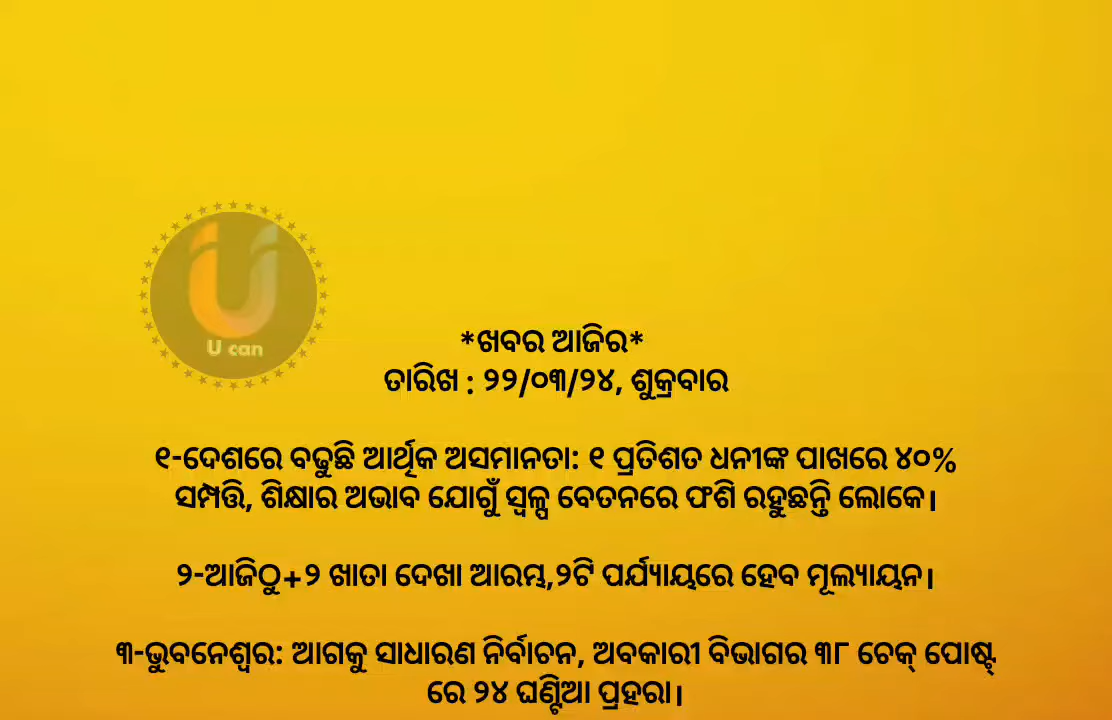 U can
*ଖବର ଆଜିର*
ତାରିଖ : ୨୨/୦୩/୨୪, ଶୁକ୍ରବାର
୧-ଦେଶରେ ବଢୁଛି ଆର୍ଥିକ ଅସମାନତା: ୧ ପ୍ରତିଶତ ଧନୀଙ୍କ ପାଖରେ ୪୦%
ସମ୍ପତ୍ତି, ଶିକ୍ଷାର ଅଭାବ ଯୋଗୁଁ ସ୍ୱଳ୍ପ ବେତନରେ ଫଶି ରହୁଛନ୍ତି ଲୋକେ।
୨-ଆଜିଠୁ+୨ ଖାତା ଦେଖା ଆରମ୍ଭ,୨ଟି ପର୍ଯ୍ୟାୟରେ ହେବ ମୂଲ୍ୟାୟନ।
୩-ଭୁବନେଶ୍ୱର: ଆଗକୁ ସାଧାରଣ ନିର୍ବାଚନ, ଅବକାରୀ ବିଭାଗର ୩୮ ଚେକ୍ ପୋଷ୍ଟ୍
ରେ ୨୪ ଘଣ୍ଟିଆ ପ୍ରହରା।